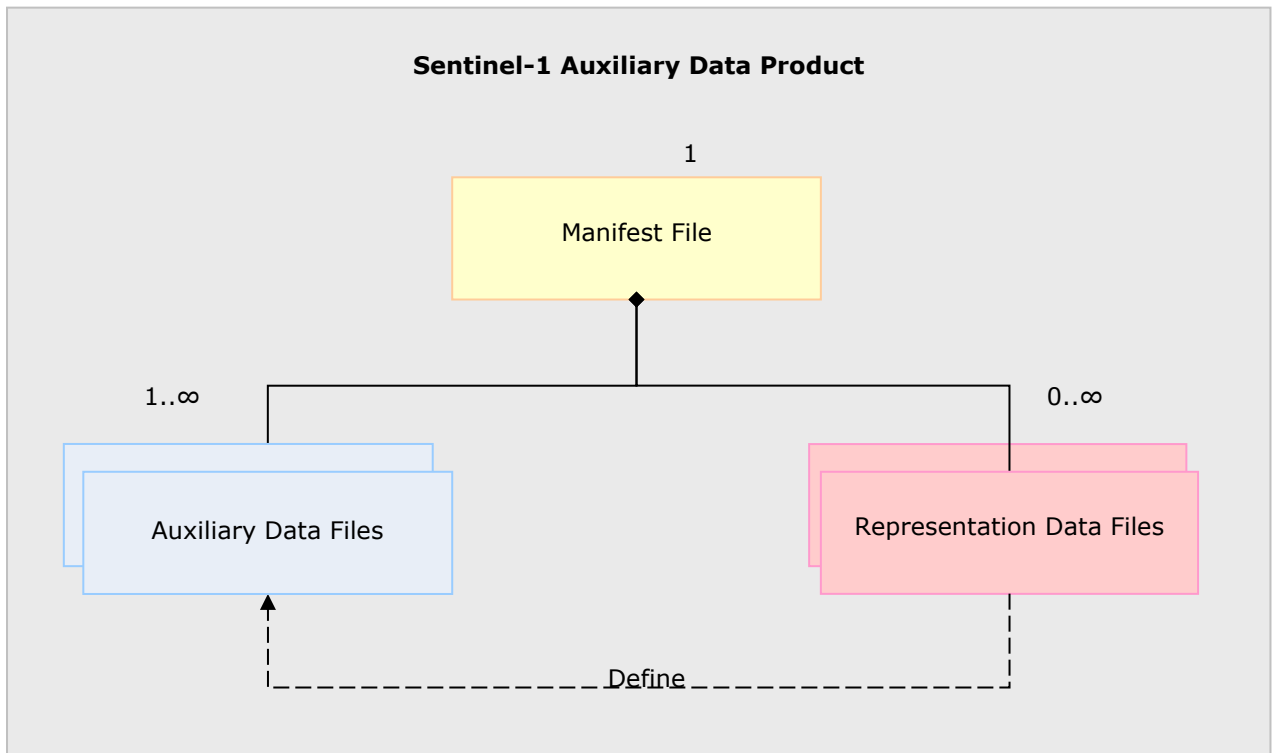 Sentinel-1 Auxiliary Data Product
1
Manifest File
1..∞
0..∞
Auxiliary Data Files
Representation Data Files
Define